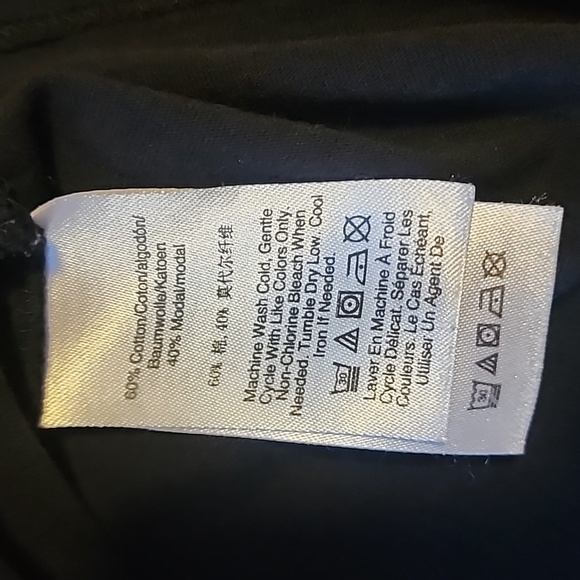 60% Cotton/Coton/algodón/
Baumwolle/Katoen
40% Modal/modal
60% 棉, 40% 莫代尔纤维
Machine Wash Cold, Gentle
Cycle With Like Colors Only.
Non-Chlorine Bleach When
Needed. Tumble Dry Low. Cool
Iron If Needed.
30
Laver En Machine À Froid
Cycle Délicat. Séparer Les
Couleurs. Le Cas Échéant,
Utiliser Un Agent De
30